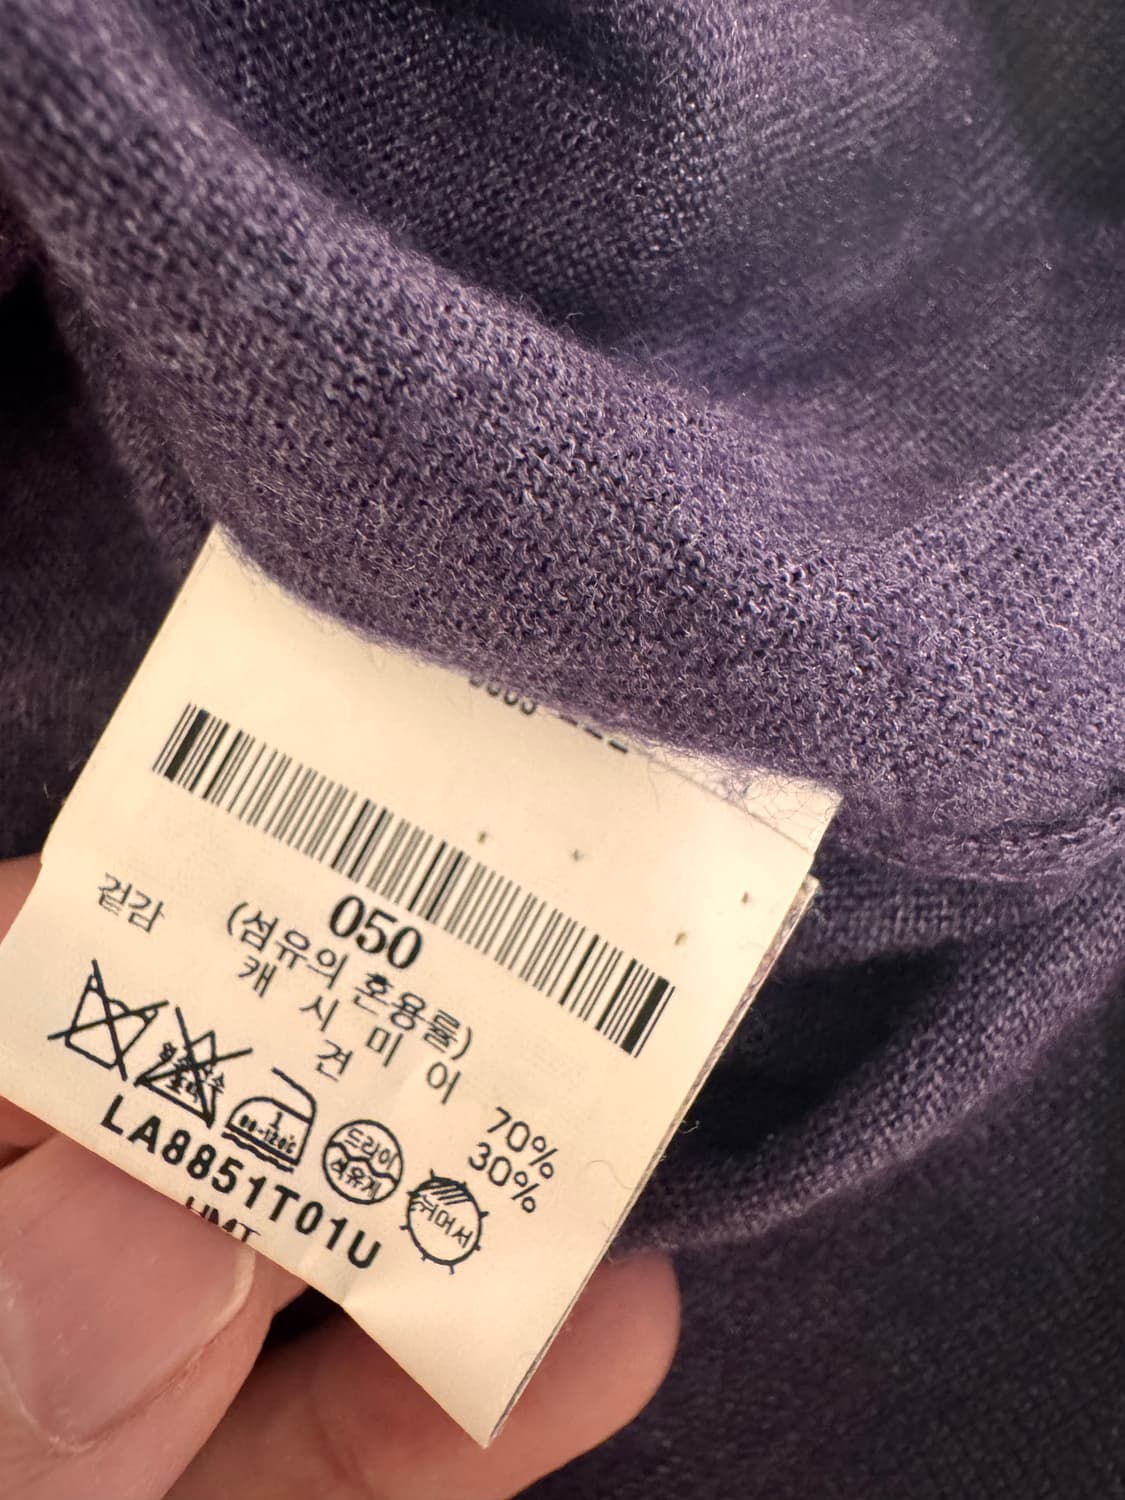 050
(섬유의 혼용률)
겉감
캐시미어 70%
견 30%
드라이
석유계
뉘어서
LA8851T01U